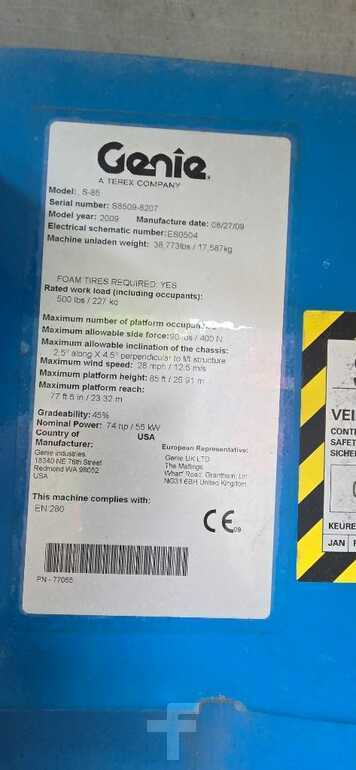 Genie
A TEREX COMPANY
Model: S-85
Serial number: S8509-8207
Model year: 2009 Manufacture date: 08/27/09
Electrical schematic number: ES0504
Machine unladen weight: 38,773lbs / 17,587kg
FOAM TIRES REQUIRED: YES
Rated work load (including occupants):
500 lbs / 227 kg
Maximum number of platform occupants:
Maximum allowable side force: 90 lbs / 400 N
Maximum allowable inclination of the chassis:
2.5° along X 4.5° perpendicular to lift structure
Maximum wind speed: 28 mph / 12.5 m/s
Maximum platform height: 85 ft / 25.91 m
Maximum platform reach:
77 ft 6 in / 23.32 m
Gradeability: 45%
Nominal Power: 74 hp / 55 kW
Country of USA
Manufacturer: European Representative:
Genie Industries Genie UK LTD
18340 NE 76th Street The Maltings
Redmond WA 98052 Wharf Road, Grantham Ln
USA NG31 6BH United Kingdom
This machine complies with:
EN 280
CE 09
PN - 77055
VEI
CONT
SAFET
SICHE
KEURE
JAN F